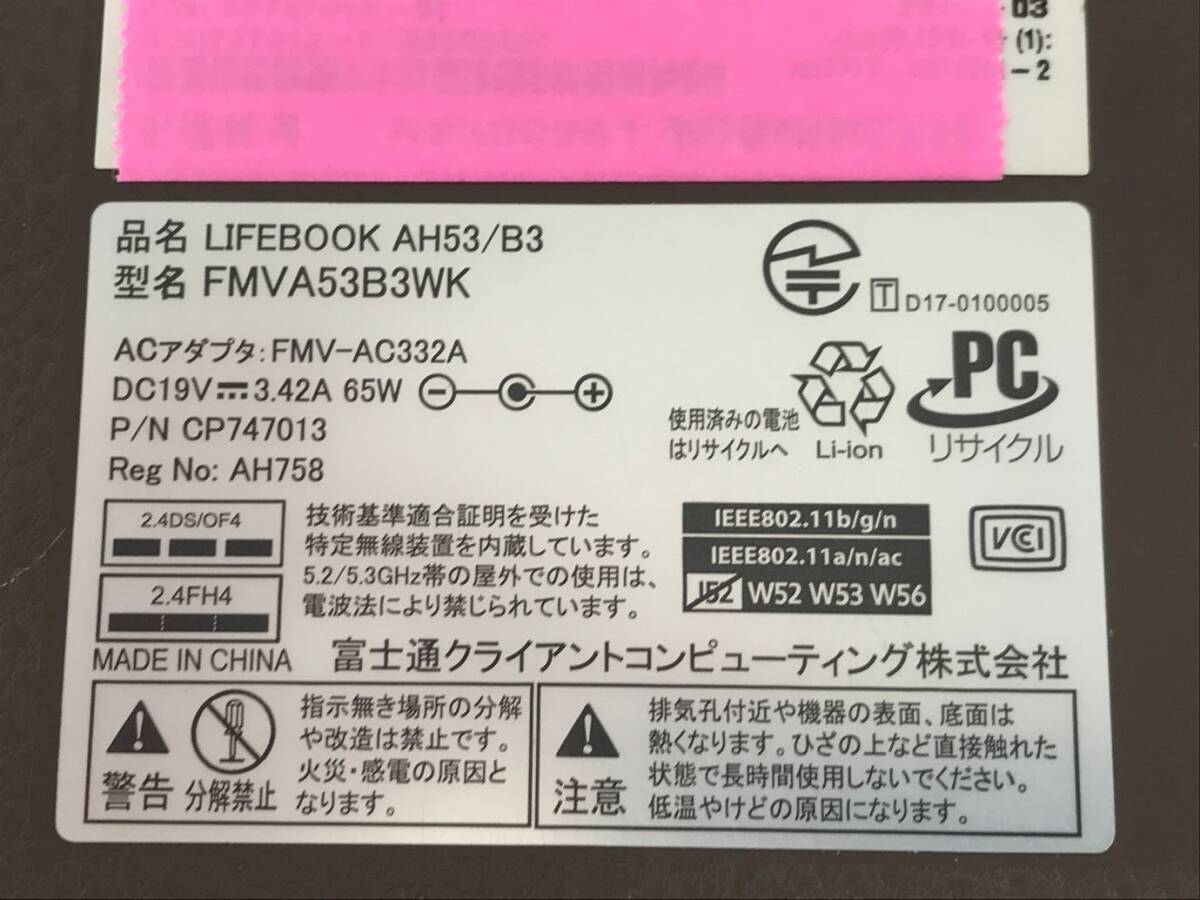 03
(1):
-2
品名 LIFEBOOK AH53/B3
型名 FMVA53B3WK
T D17-0100005
ACアダプタ:FMV-AC332A
DC19V⎓3.42A 65W
P/N CP747013
Reg No: AH758
使用済みの電池
はリサイクルへ
Li-ion
PC
リサイクル
2.4DS/OF4
2.4FH4
技術基準適合証明を受けた
特定無線装置を内蔵しています。
5.2/5.3GHz帯の屋外での使用は、
電波法により禁じられています。
IEEE802.11b/g/n
IEEE802.11a/n/ac
J52 W52 W53 W56
VCCI
MADE IN CHINA
富士通クライアントコンピューティング株式会社
警告
分解禁止
指示無き場所の分解
や改造は禁止です。
火災・感電の原因と
なります。
注意
排気孔付近や機器の表面、底面は
熱くなります。ひざの上など直接触れた
状態で長時間使用しないでください。
低温やけどの原因になります。